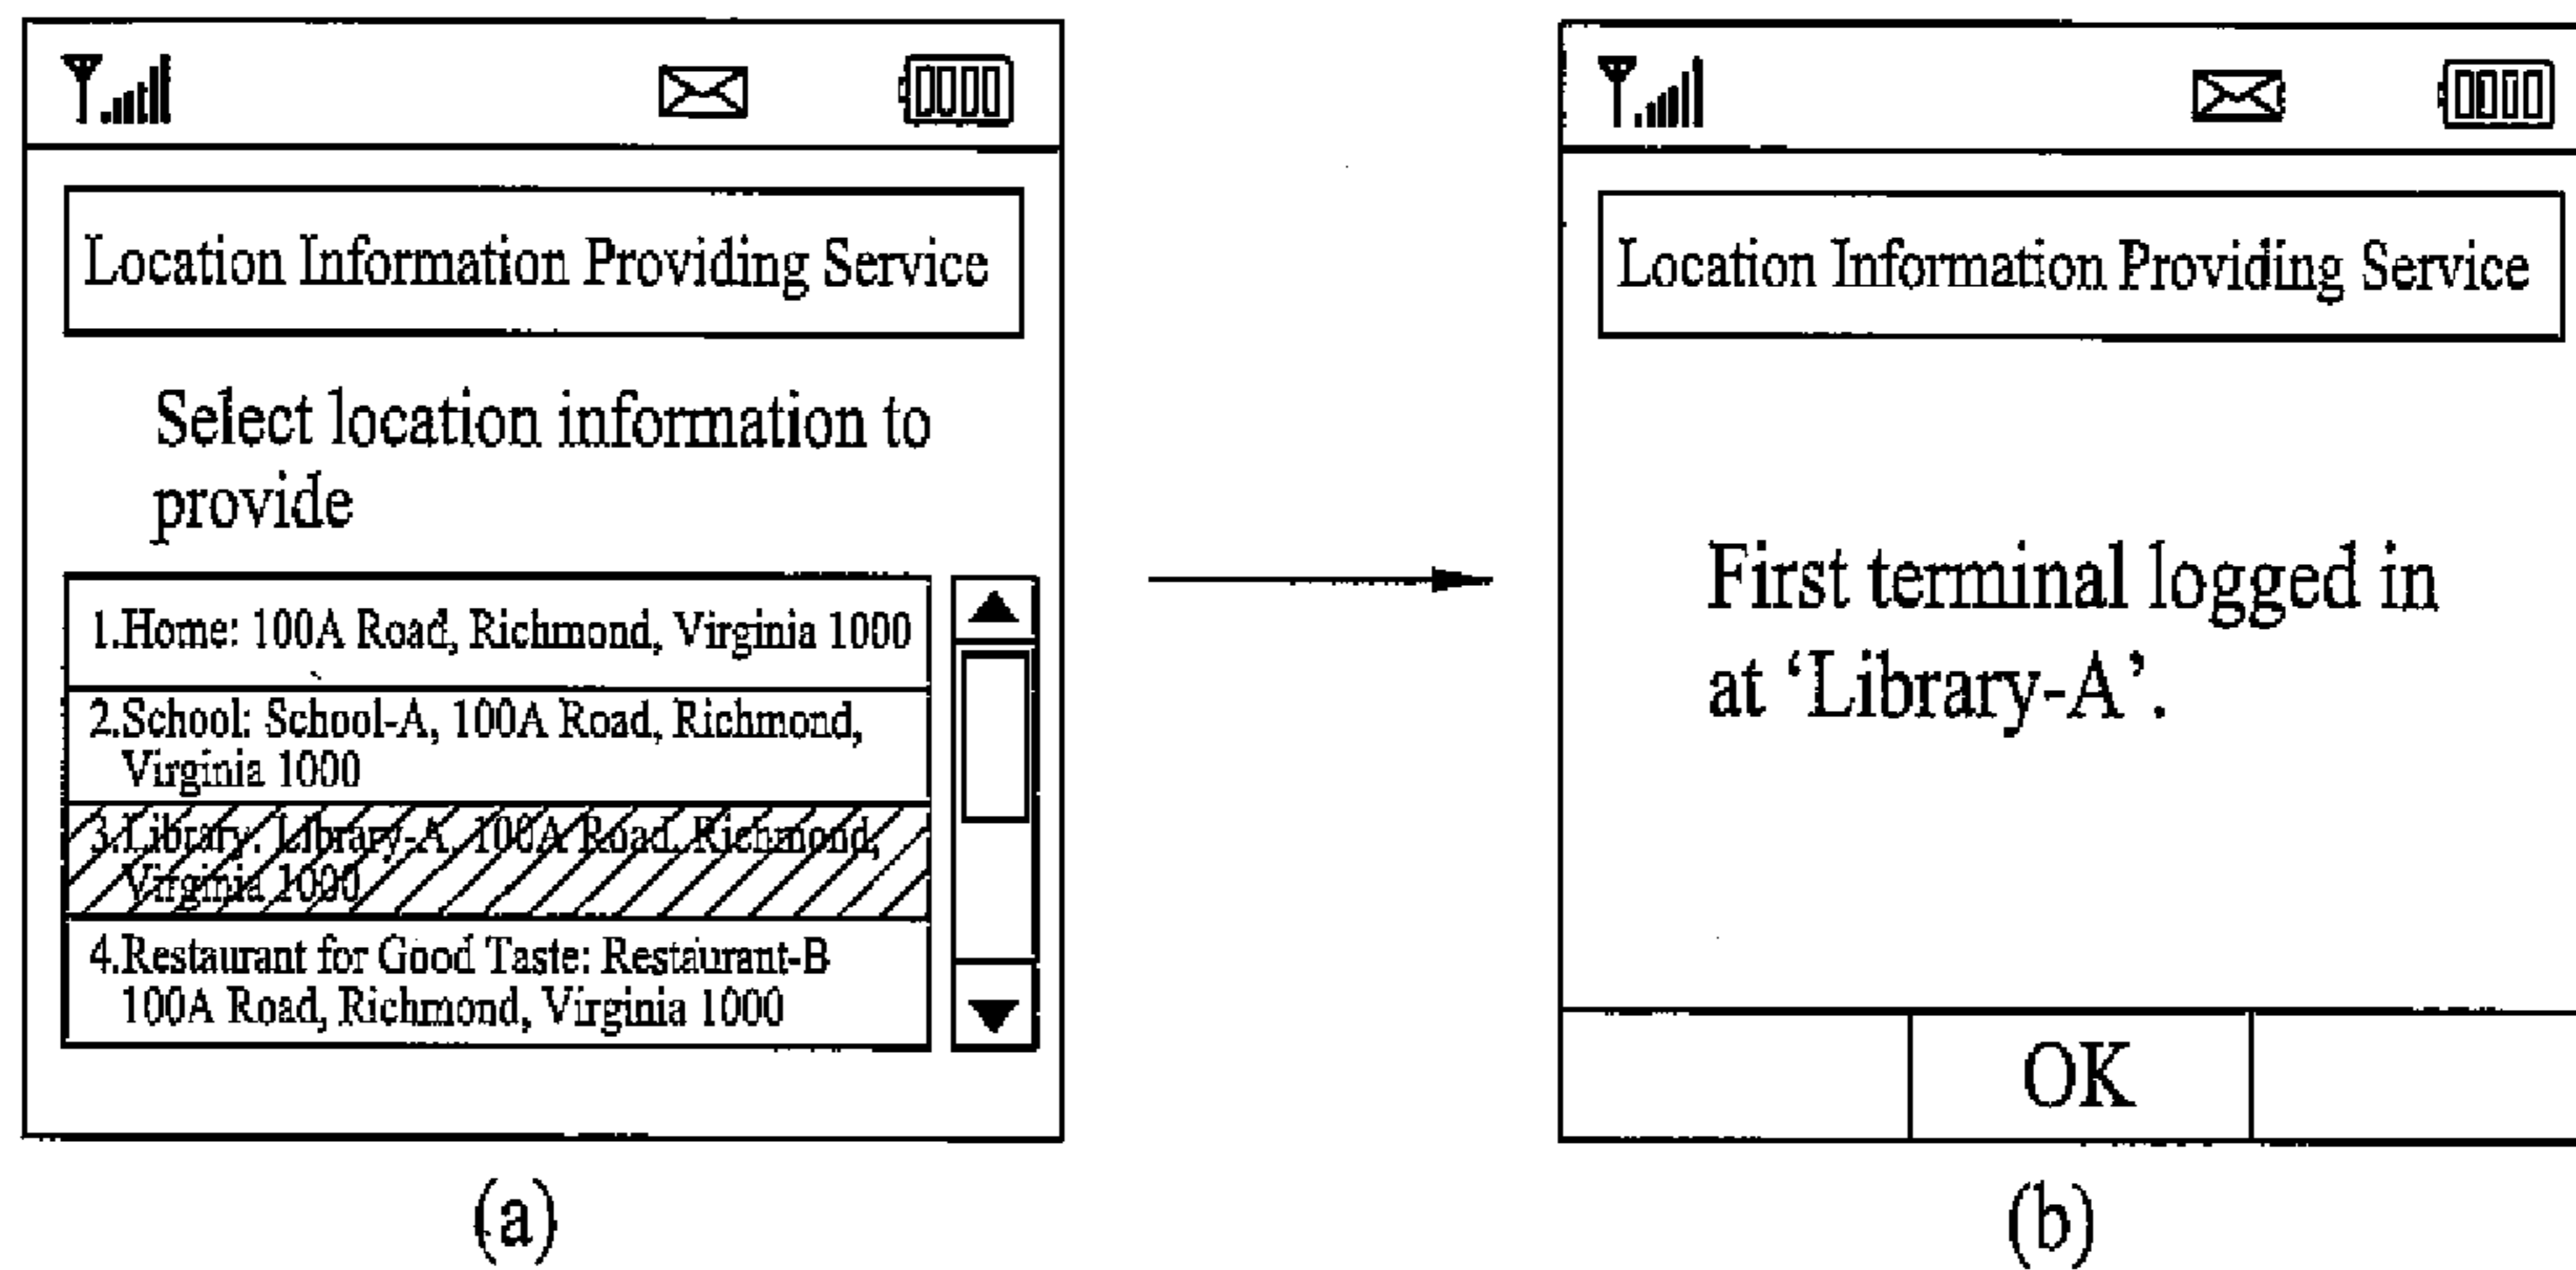 Location Information Providing Service
Select location information to
provide
1.Home: 100A Road, Richmond, Virginia 1000
2.School: School-A, 100A Road, Richmond,
Virginia 1000
3.Library: Library-A, 100A Road, Richmond,
Virginia 1000
4.Restaurant for Good Taste: Restaurant-B
100A Road, Richmond, Virginia 1000
(a)
Location Information Providing Service
First terminal logged in
at ‘Library-A’.
OK
(b)